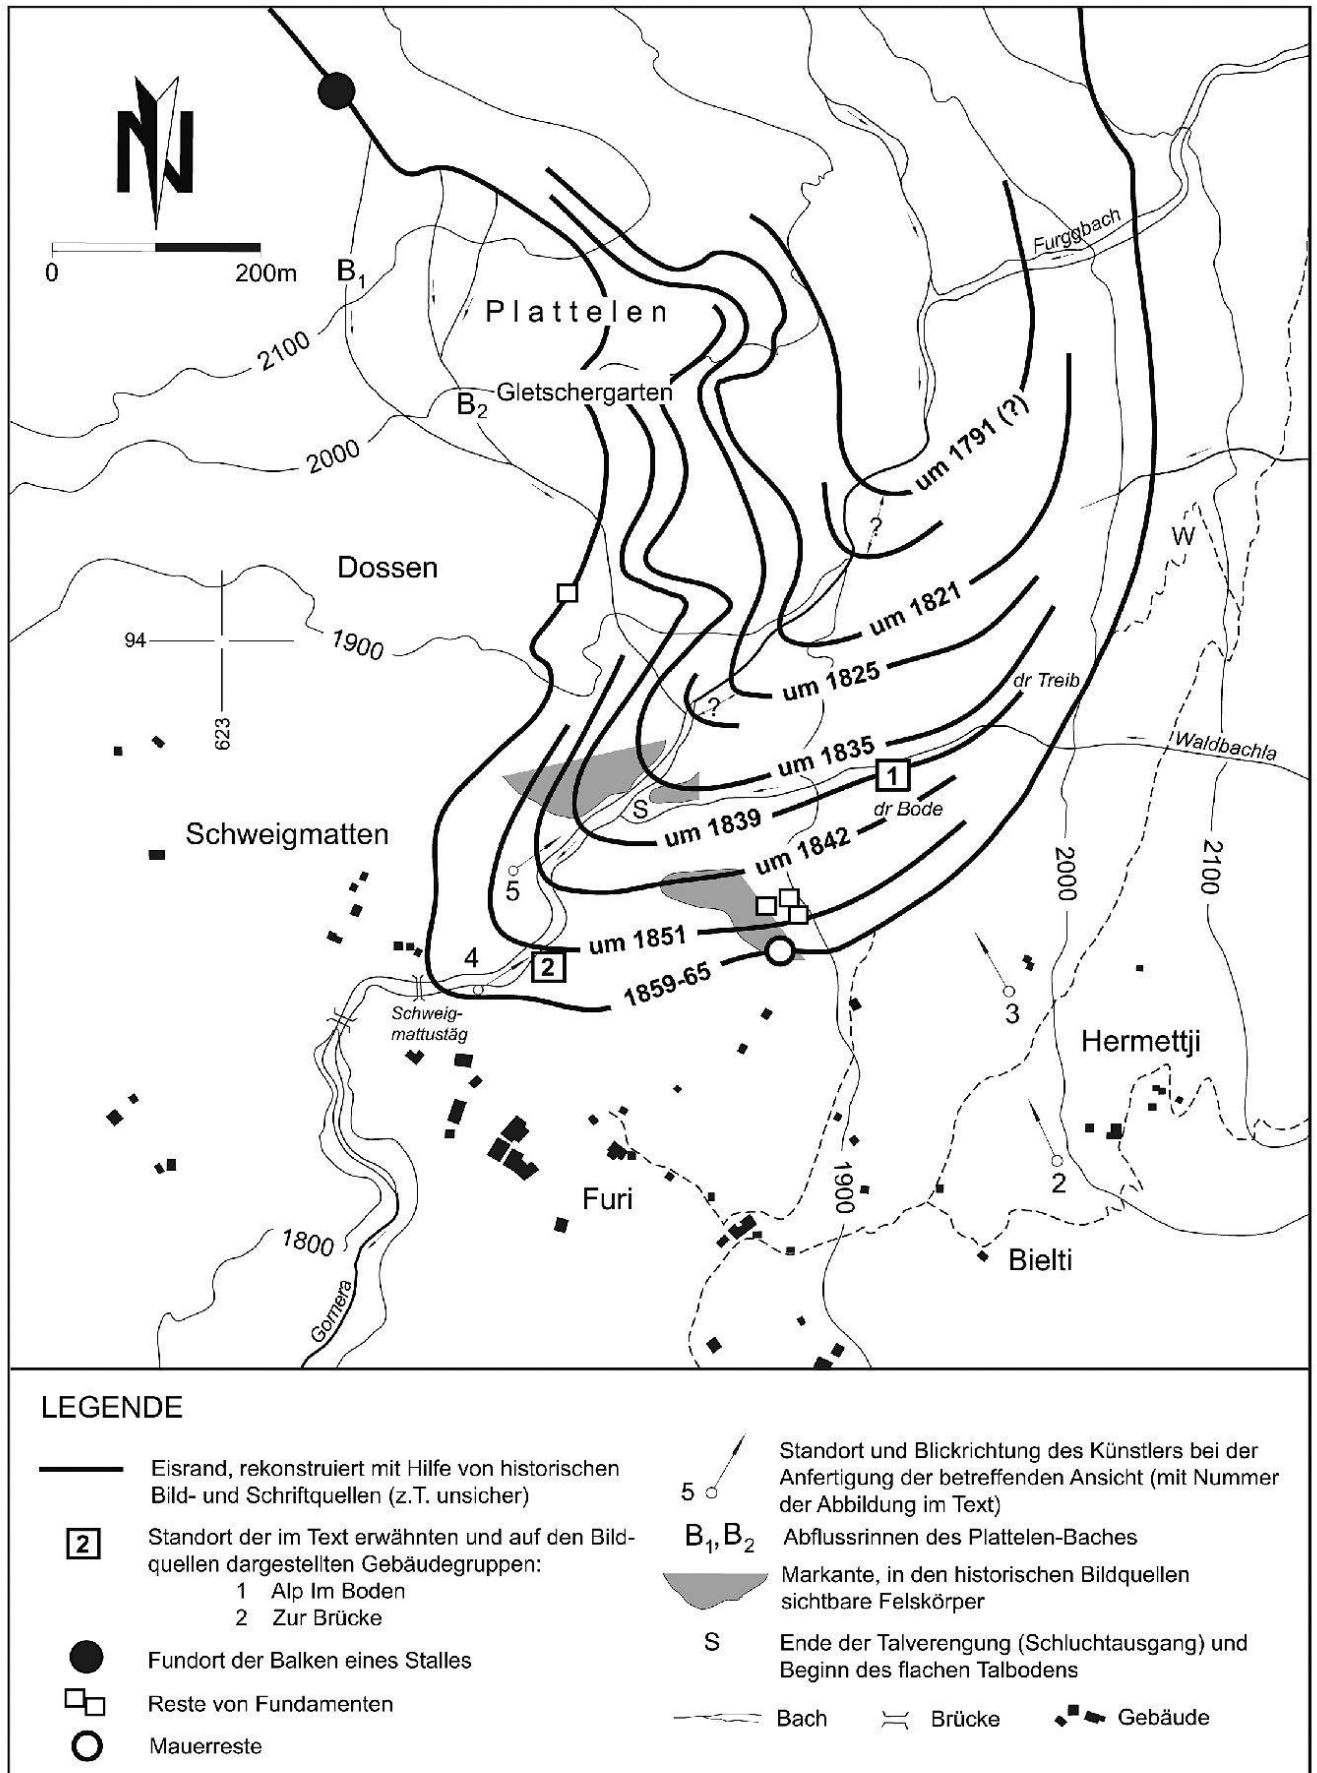 N
0 200m
B1
2100
Plattelen
Furggbach
B2
Gletschergarten
2000
um 1791 (?)
?
W
Dossen
um 1821
94
1900
623
um 1825
dr Treib
?
um 1835
Waldbachla
1
S
dr Bode
um 1839
Schweigmatten
um 1842
5
2000
2100
um 1851
4
2
1859-65
Schweig-
mattustäg
3
Hermettji
2
1900
Furi
1800
Bielti
Gornera
LEGENDE
Eisrand, rekonstruiert mit Hilfe von historischen
Bild- und Schriftquellen (z.T. unsicher)
2 Standort der im Text erwähnten und auf den Bild-
quellen dargestellten Gebäudegruppen:
1 Alp Im Boden
2 Zur Brücke
Fundort der Balken eines Stalles
Reste von Fundamenten
Mauerreste
5 Standort und Blickrichtung des Künstlers bei der
Anfertigung der betreffenden Ansicht (mit Nummer
der Abbildung im Text)
B1, B2 Abflussrinnen des Plattelen-Baches
Markante, in den historischen Bildquellen
sichtbare Felskörper
S Ende der Talverengung (Schluchtausgang) und
Beginn des flachen Talbodens
Bach Brücke Gebäude